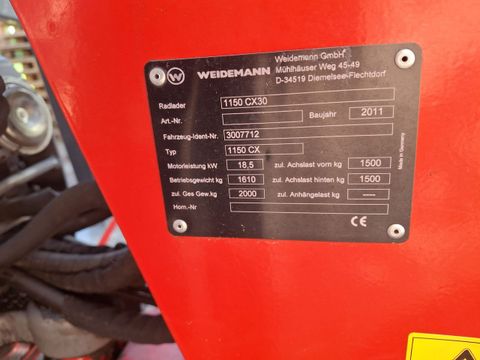 Weidemann GmbH
WEIDEMANN Mühlhäuser Weg 45-49
D-34519 Diemelsee-Flechtdorf
Radlader 1150 CX30
Art.-Nr. Baujahr 2011
Fahrzeug-Ident-Nr. 3007712
Typ 1150 CX
Motorleistung kW 18,5 zul. Achslast vorn kg 1500
Betriebsgewicht kg 1610 zul. Achslast hinten kg 1500
zul. Ges Gew.kg 2000 zul. Anhängelast kg ----
Hom.-Nr
CE
Made in Germany